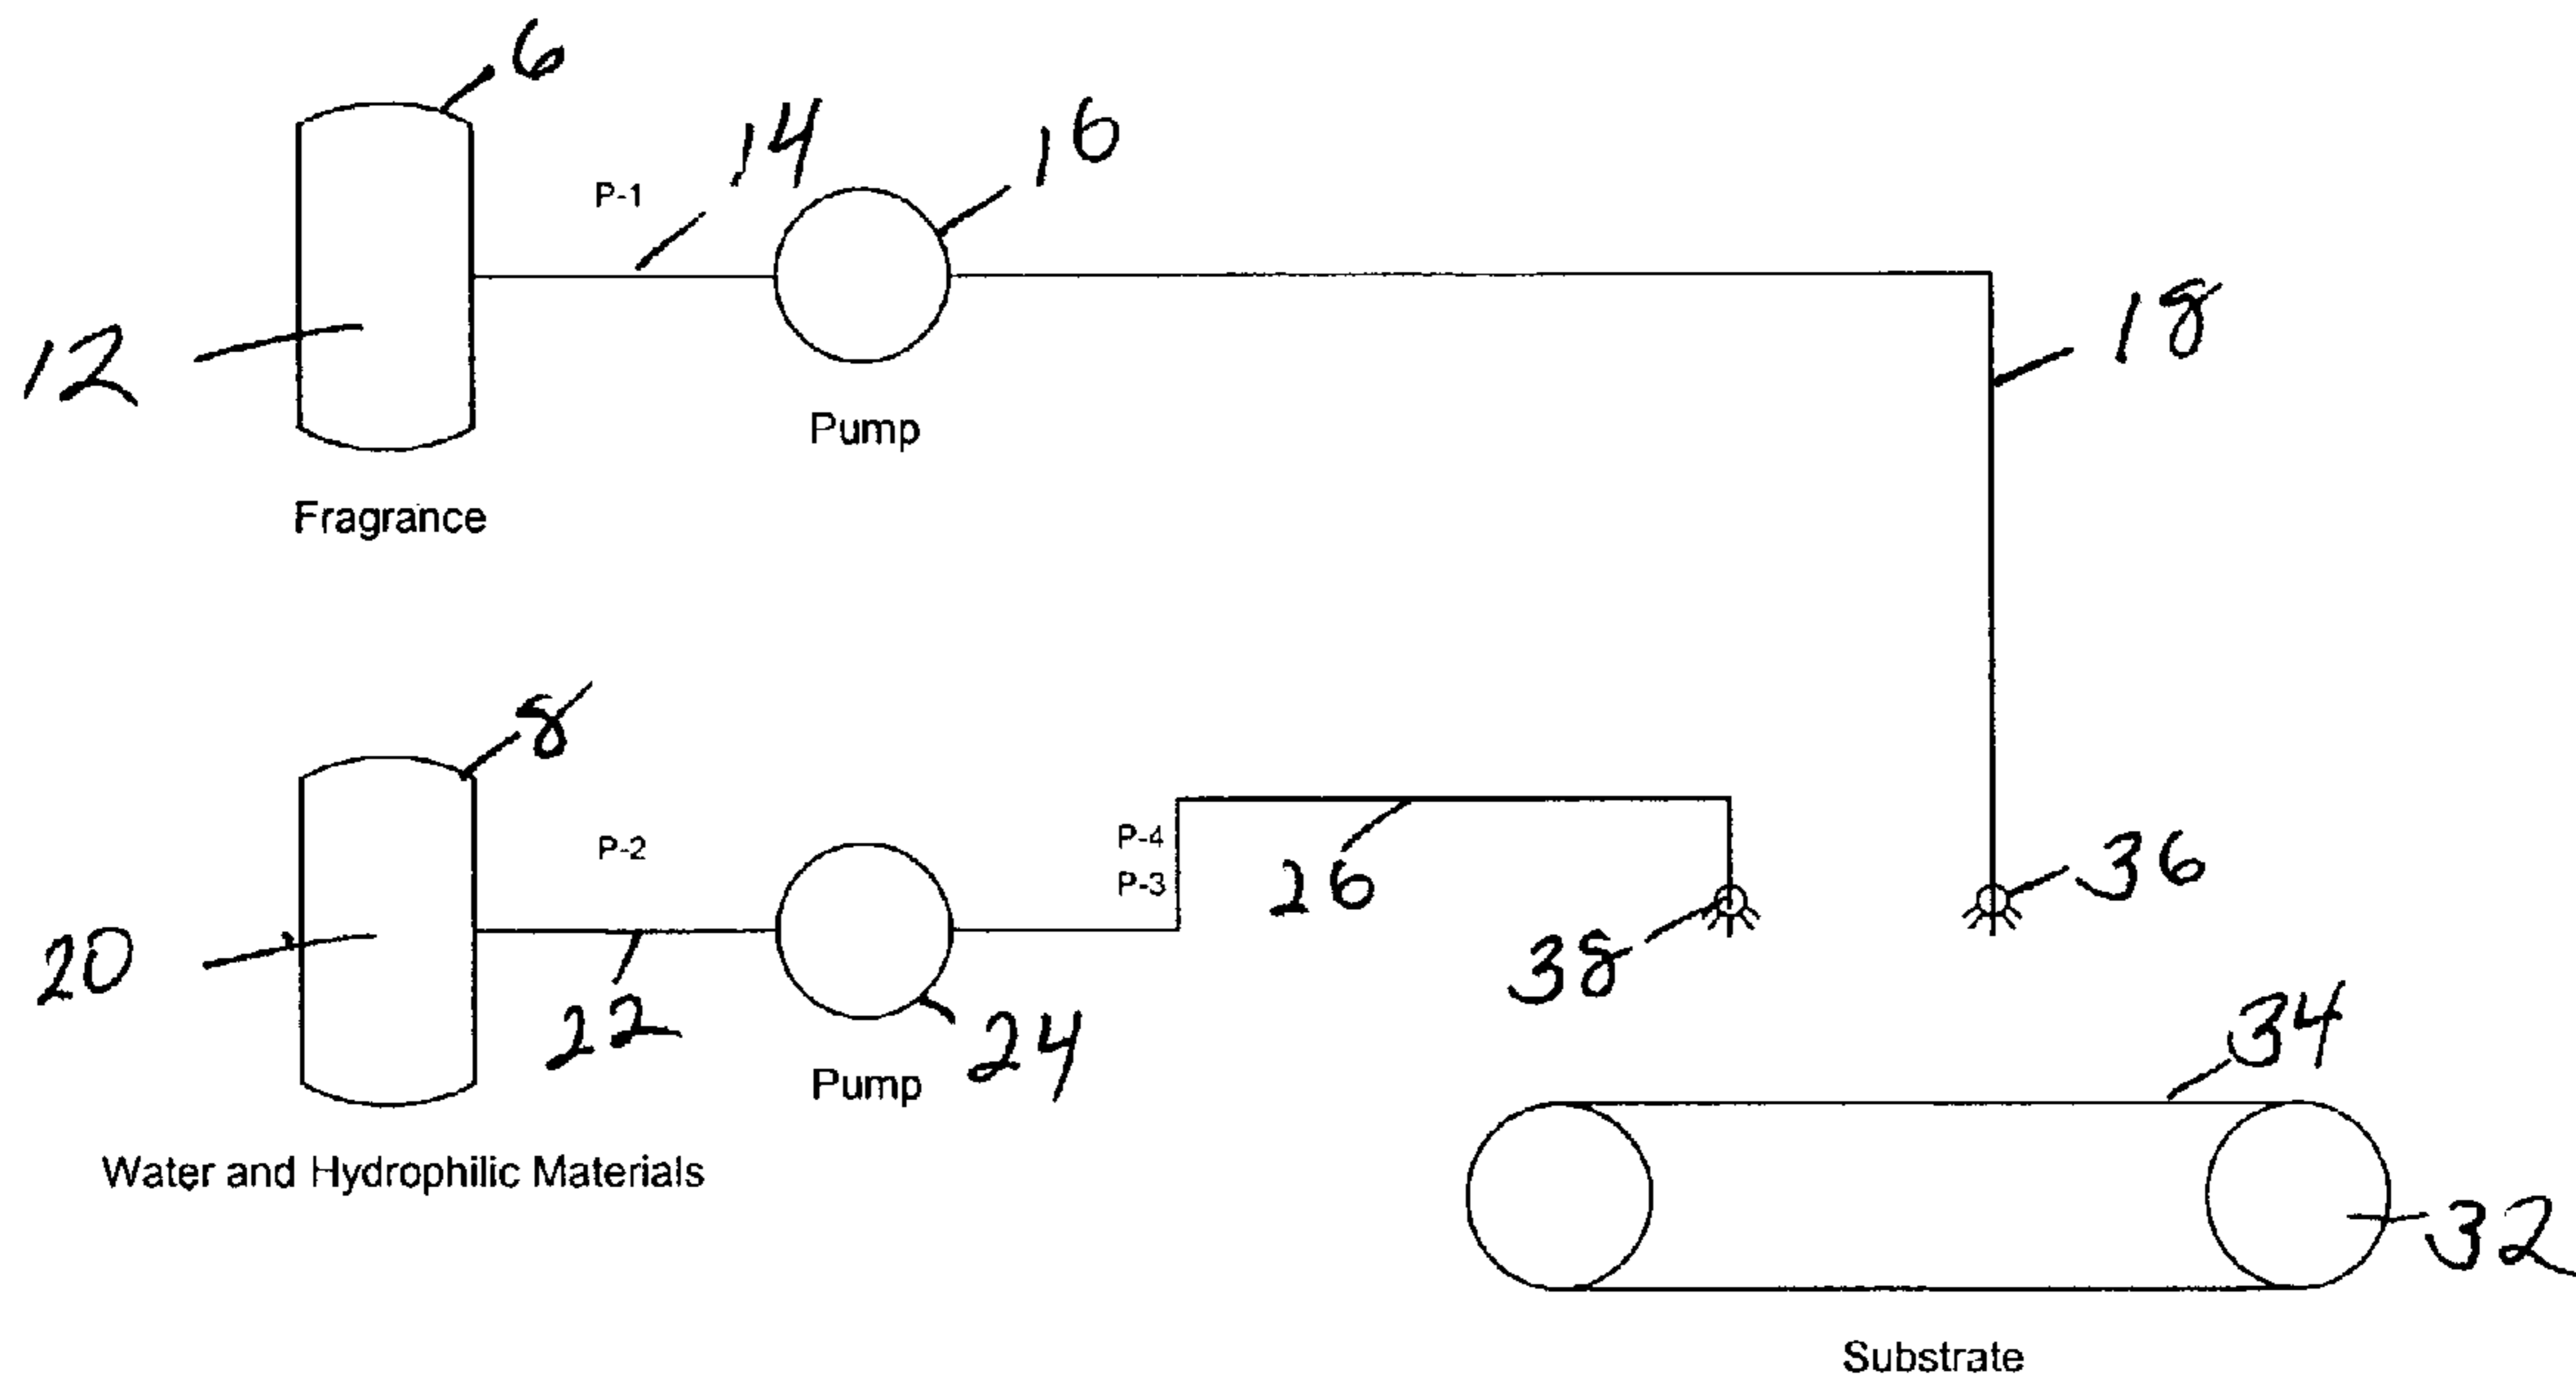 6
14
16
P-1
12
18
Pump
Fragrance
8
P-2
P-4
P-3
26
36
38
20
22
24
34
Pump
Water and Hydrophilic Materials
32
Substrate